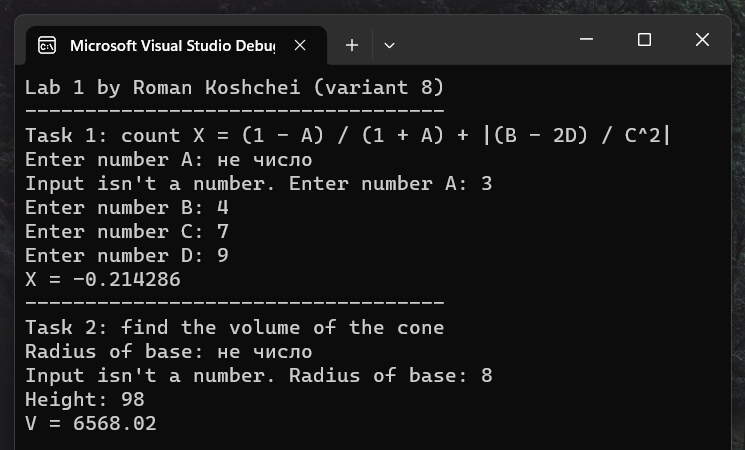 Microsoft Visual Studio Debu
Lab 1 by Roman Koshchei (variant 8)
-----------------------------------
Task 1: count X = (1 - A) / (1 + A) + |(B - 2D) / C^2|
Enter number A: не число
Input isn't a number. Enter number A: 3
Enter number B: 4
Enter number C: 7
Enter number D: 9
X = -0.214286
-----------------------------------
Task 2: find the volume of the cone
Radius of base: не число
Input isn't a number. Radius of base: 8
Height: 98
V = 6568.02